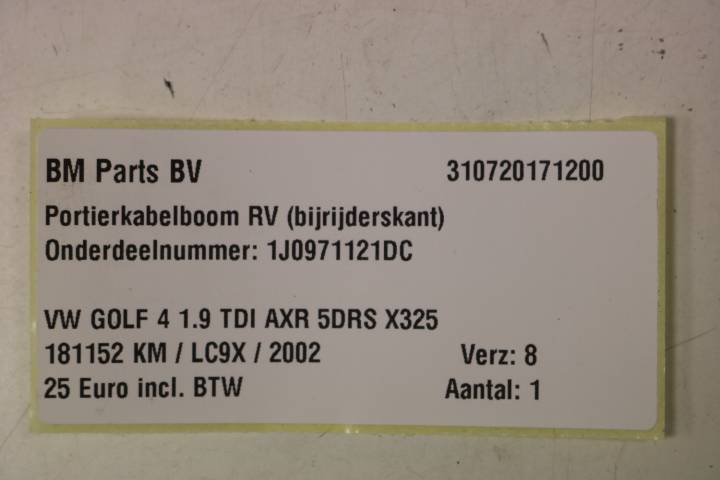 BM Parts BV 310720171200
Portierkabelboom RV (bijrijderskant)
Onderdeelnummer: 1J0971121DC
VW GOLF 4 1.9 TDI AXR 5DRS X325
181152 KM / LC9X / 2002 Verz: 8
25 Euro incl. BTW Aantal: 1